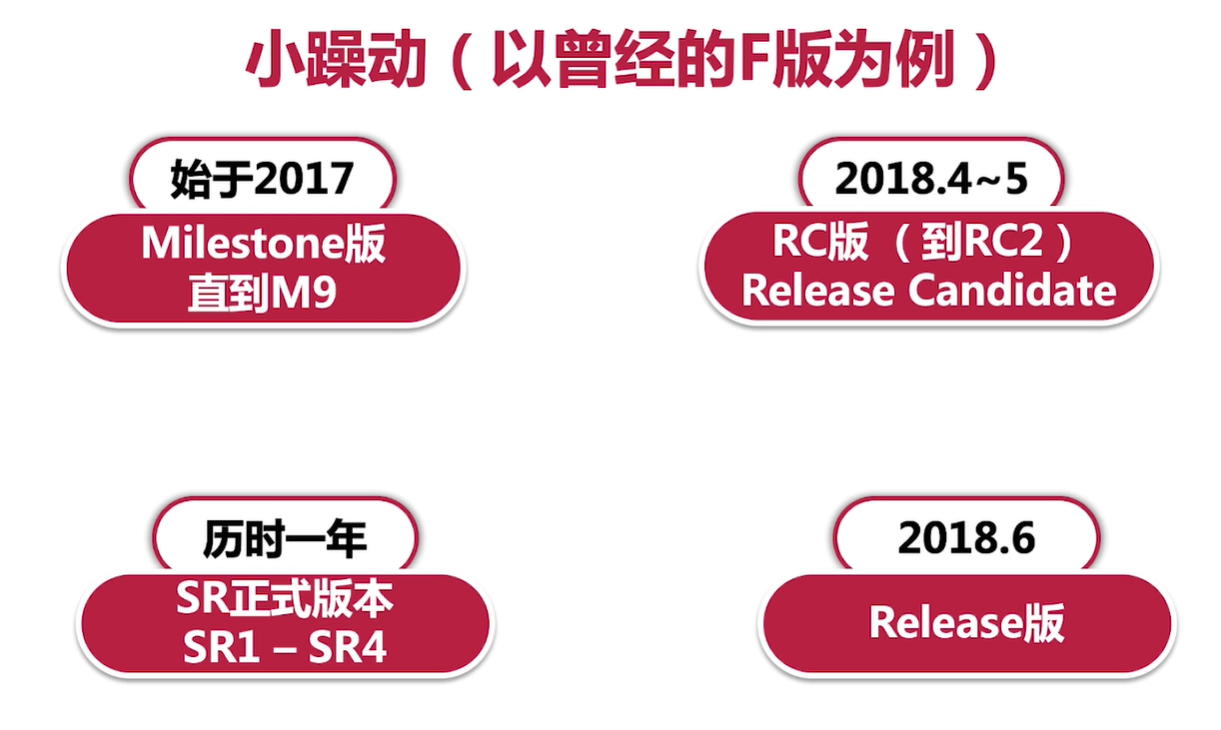 小躁动（以曾经的F版为例）
始于2017
Milestone版
直到M9
2018.4~5
RC版 （到RC2）
Release Candidate
历时一年
SR正式版本
SR1 – SR4
2018.6
Release版